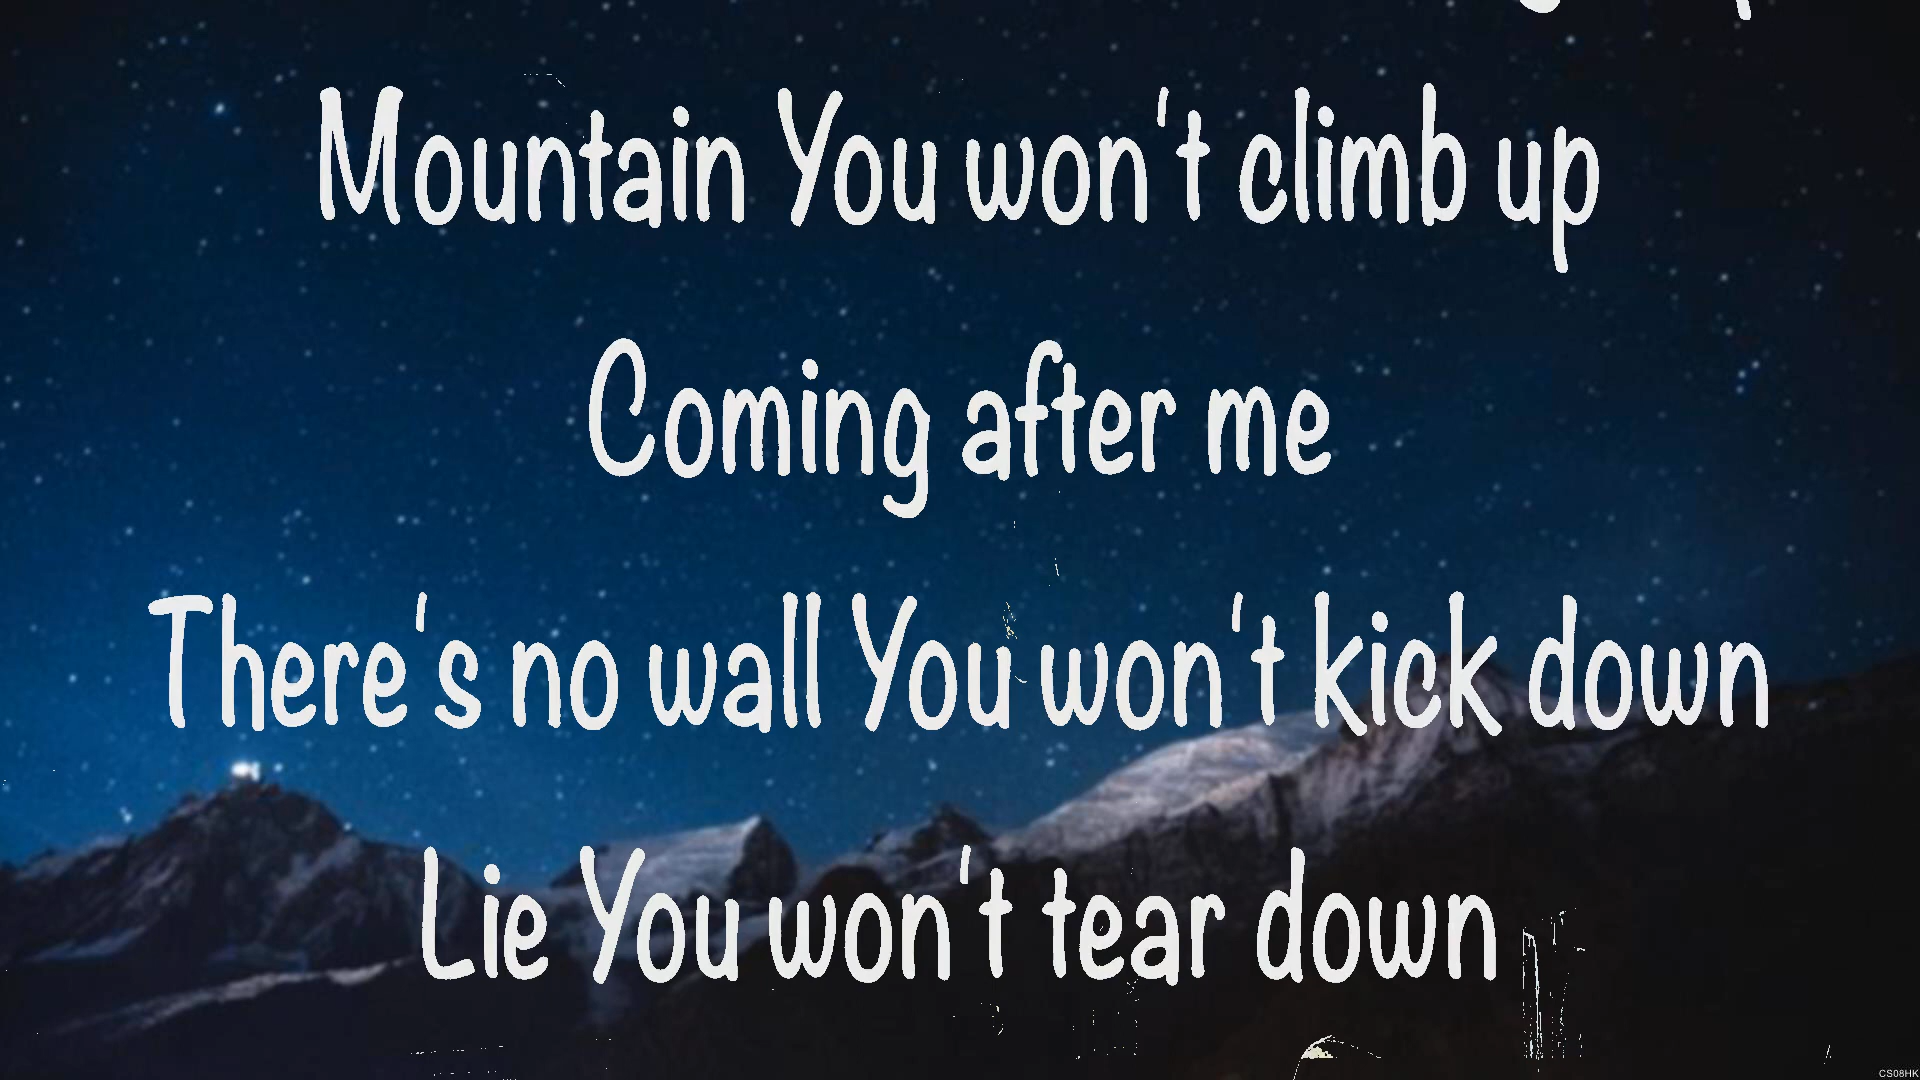 Mountain You won't climb up
Coming after me
There's no wall You won't kick down
Lie You won't tear down
CS08HK